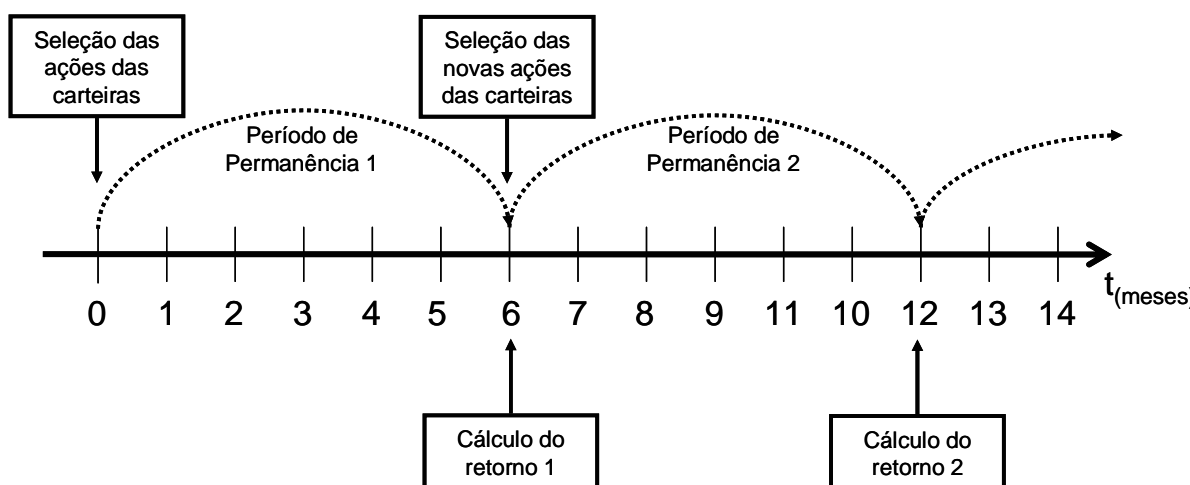 Seleção das
ações das
carteiras
Seleção das
novas ações
das carteiras
Período de
Permanência 1
Período de
Permanência 2
0 1 2 3 4 5 6 7 8 9 11 10 12 13 14
t(meses)
Cálculo do
retorno 1
Cálculo do
retorno 2